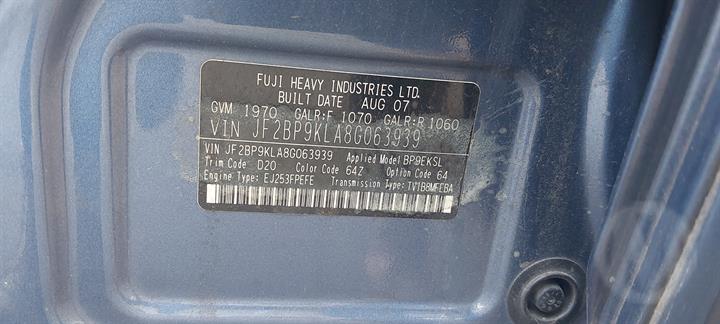 FUJI HEAVY INDUSTRIES LTD.
BUILT DATE AUG 07
GVM 1970 GALR:F 1070 GALR:R 1060
VIN JF2BP9KLA8G063939
VIN JF2BP9KLA8G063939 Applied Model BP9EKSL
Trim Code D20 Color Code 64Z Option Code 64
Engine Type: EJ253FPEFE Transmission Type: TV1B8MFEBA